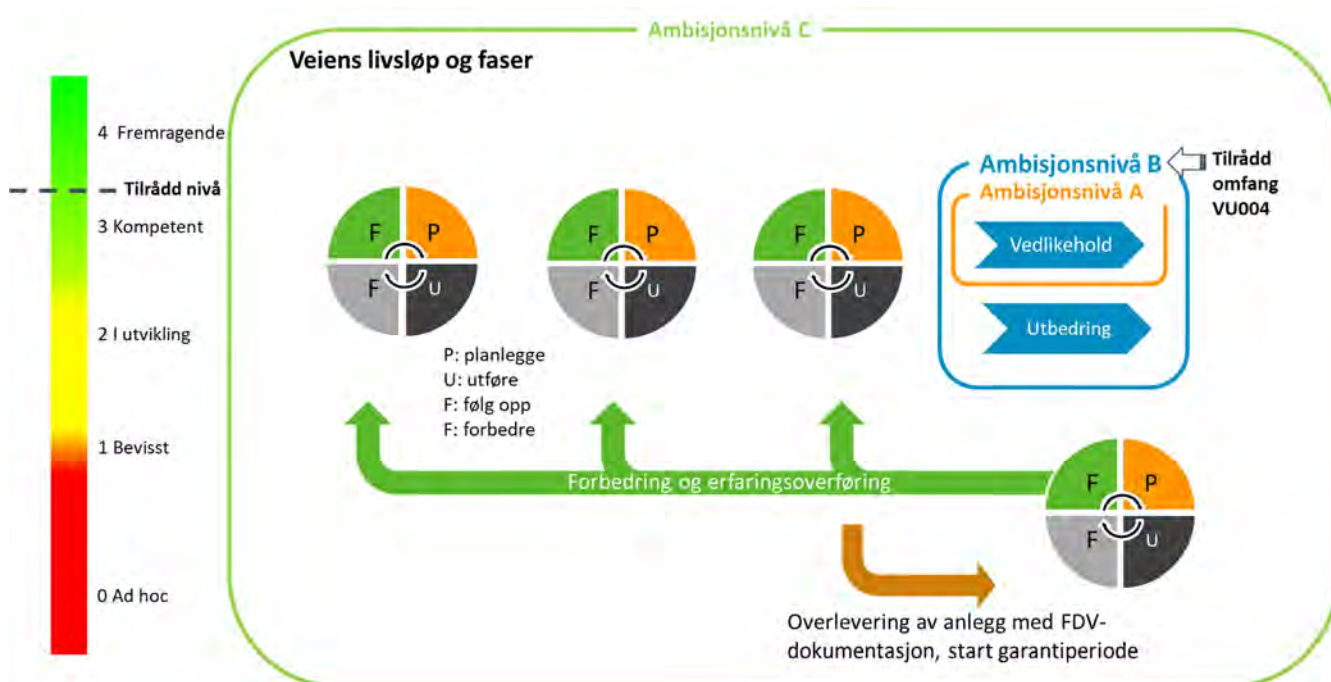 Ambisjonsnivå C
Veiens livsløp og faser
4 Fremragende
Tilrådd nivå
3 Kompetent
2 I utvikling
1 Bevisst
0 Ad hoc
F P
F U
F P
F U
F P
F U
P: planlegge
U: utføre
F: følg opp
F: forbedre
Ambisjonsnivå B
Ambisjonsnivå A
Vedlikehold
Utbedring
Tilrådd
omfang
VU004
Forbedring og erfaringsoverføring
F P
F U
Overlevering av anlegg med FDV-
dokumentasjon, start garantiperiode